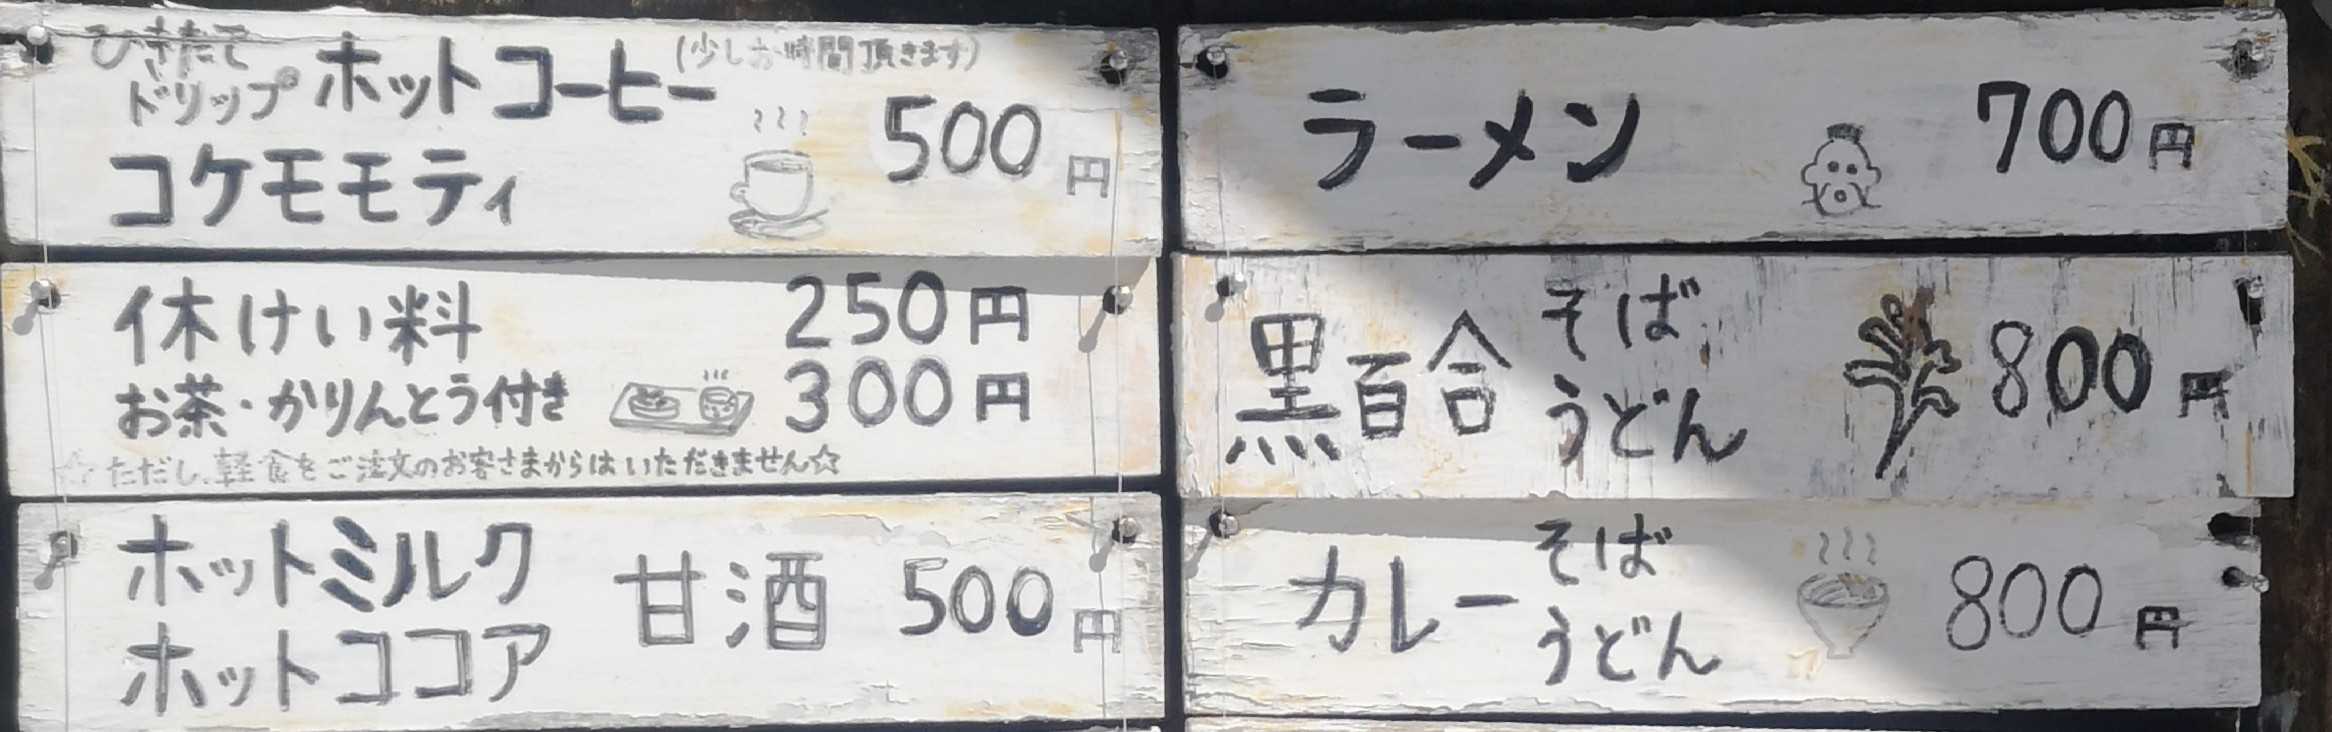 ひきたて
ドリップ ホットコーヒー (少しお時間頂きます)
コケモモティ 500円
休けい料 250円
お茶・かりんとう付き 300円
☆ただし、軽食をご注文のお客さまからはいただきません☆
ホットミルク
ホットココア 甘酒 500円
ラーメン 700円
黒百合 そば
うどん 800円
カレー そば
うどん 800円